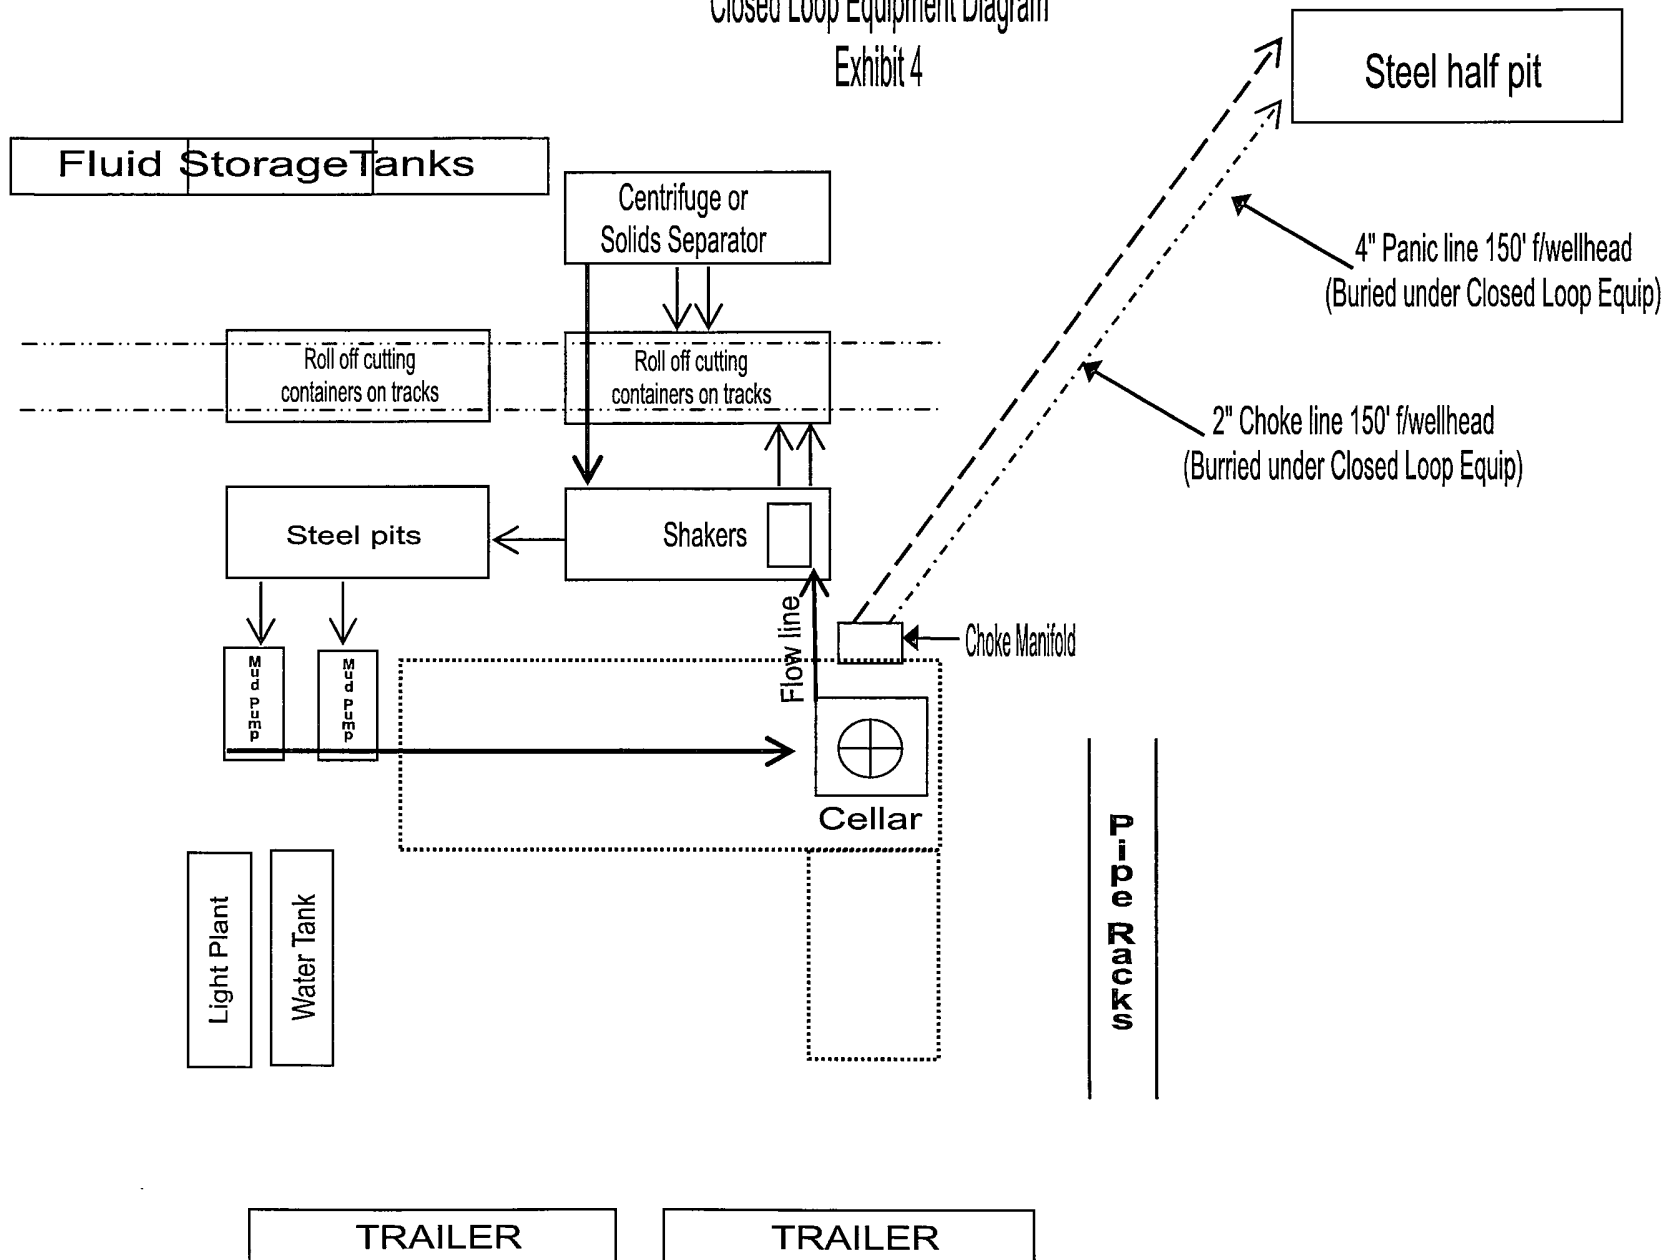 Closed Loop Equipment Diagram
Exhibit 4
Steel half pit
Fluid StorageTanks
Centrifuge or
Solids Separator
4" Panic line 150' f/wellhead
(Buried under Closed Loop Equip)
Roll off cutting
containers on tracks
Roll off cutting
containers on tracks
2" Choke line 150' f/wellhead
(Burried under Closed Loop Equip)
Steel pits
Shakers
Flow line
Choke Manifold
Mud Pump
Mud Pump
Cellar
Pipe Racks
Light Plant
Water Tank
TRAILER
TRAILER